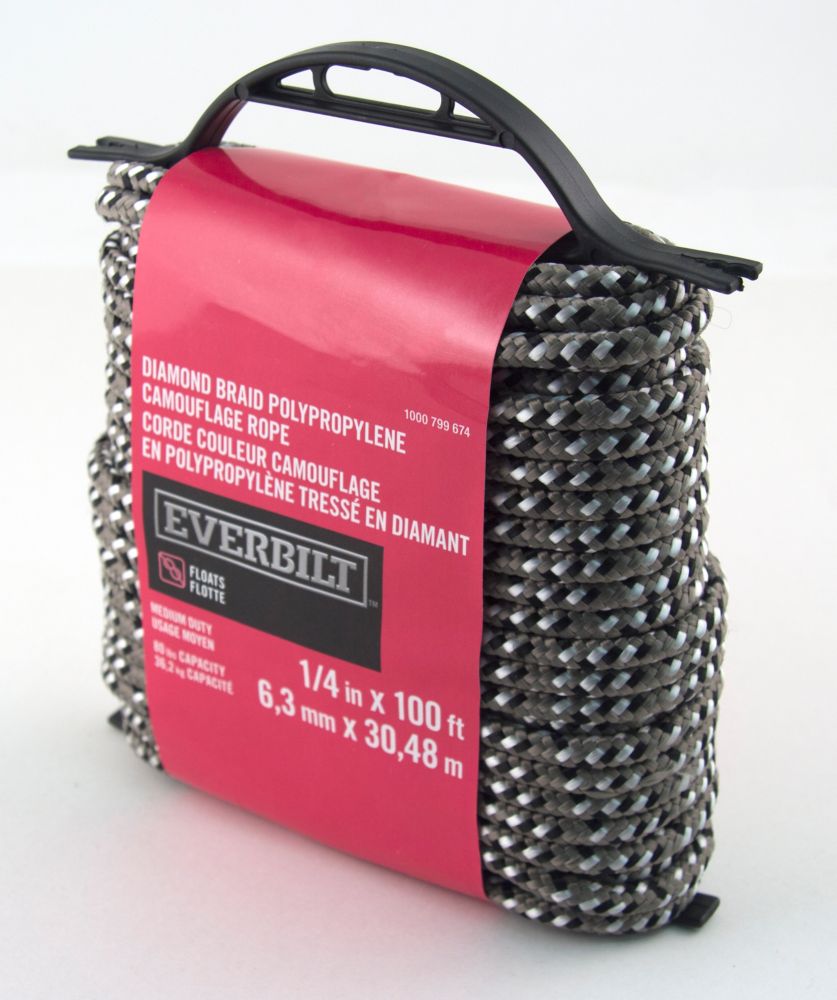 DIAMOND BRAID POLYPROPYLENE
CAMOUFLAGE ROPE
1000 799 674
CORDE COULEUR CAMOUFLAGE
EN POLYPROPYLÈNE TRESSÉ EN DIAMANT
EVERBILT™
FLOATS
FLOTTE
MEDIUM DUTY
USAGE MOYEN
80 lbs CAPACITY
36,2 kg CAPACITÉ
1/4 in x 100 ft
6,3 mm x 30,48 m